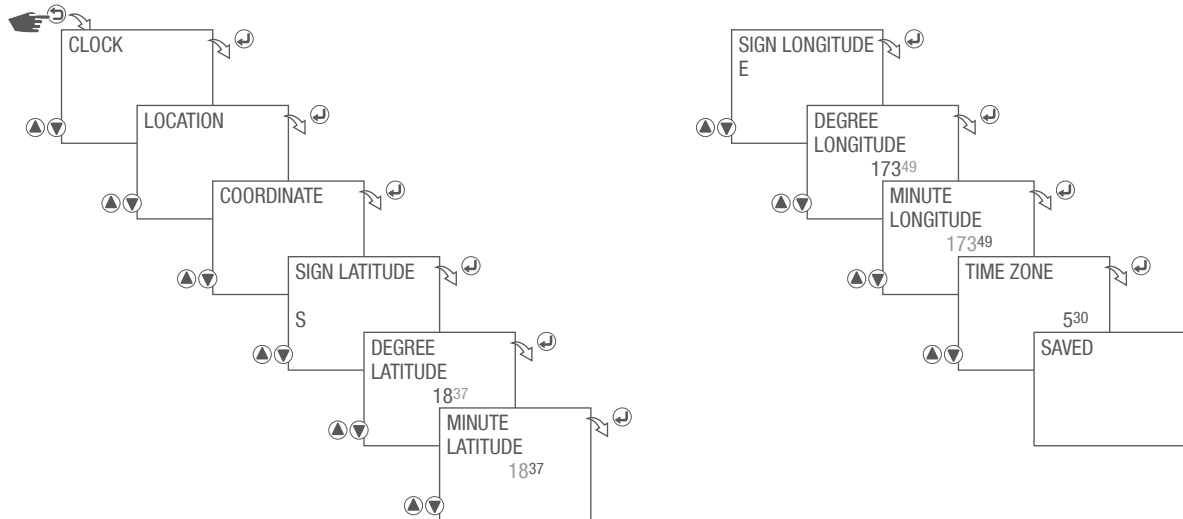 CLOCK
LOCATION
COORDINATE
SIGN LATITUDE
S
DEGREE
LATITUDE
1837
MINUTE
LATITUDE
1837
SIGN LONGITUDE
E
DEGREE
LONGITUDE
17349
MINUTE
LONGITUDE
17349
TIME ZONE
530
SAVED